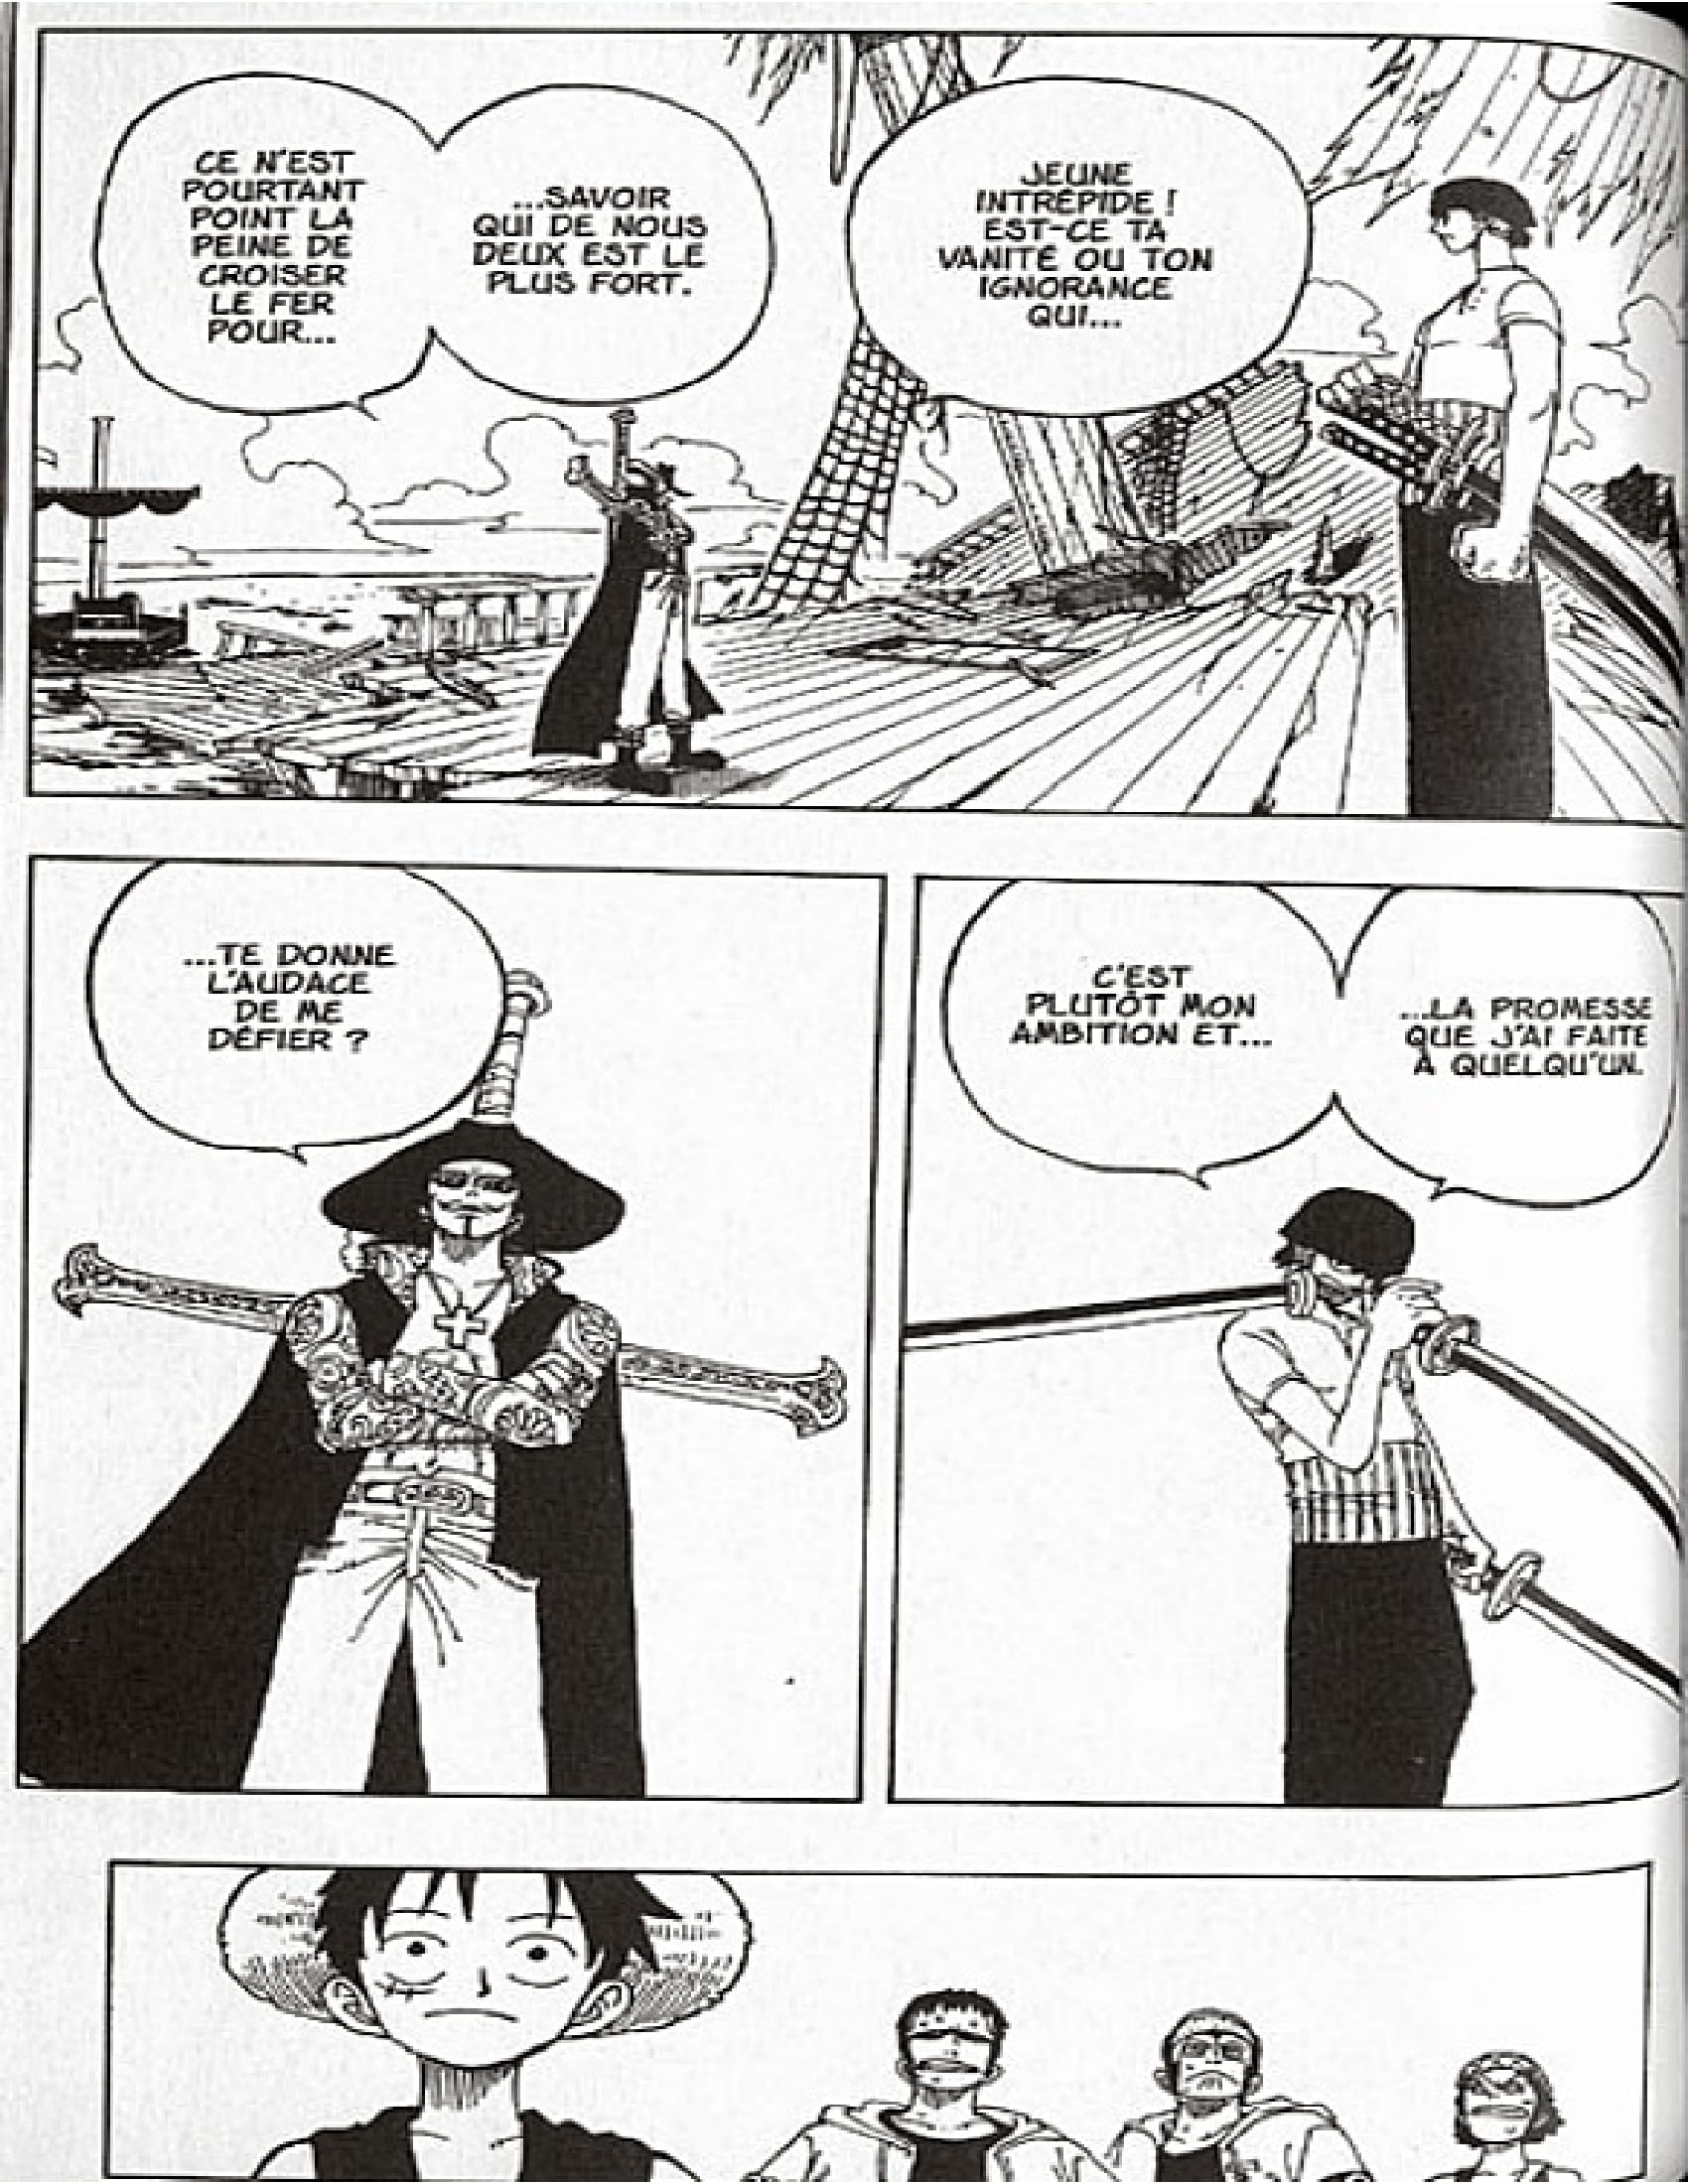 CE N'EST
POURTANT
POINT LA
PEINE DE
CROISER
LE FER
POUR...
...SAVOIR
QUI DE NOUS
DEUX EST LE
PLUS FORT.
JEUNE
INTRÉPIDE !
EST-CE TA
VANITÉ OU TON
IGNORANCE
QUI...
...TE DONNE
L'AUDACE
DE ME
DÉFIER ?
C'EST
PLUTÔT MON
AMBITION ET...
...LA PROMESSE
QUE J'AI FAITE
À QUELQU'UN.